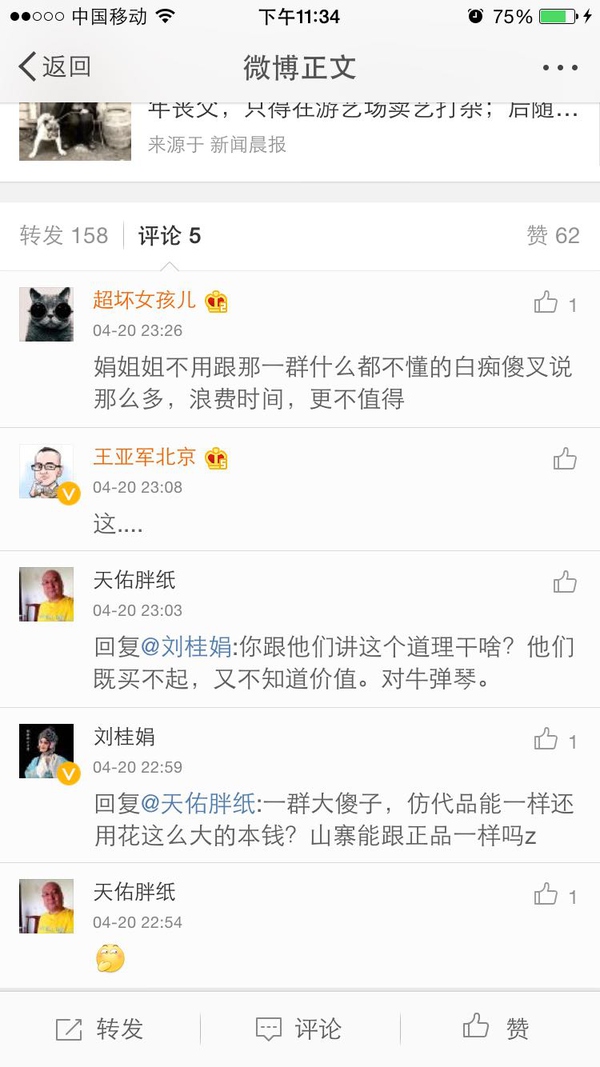 中国移动 下午11:34 75%
返回 微博正文
年丧父，只得在游艺场卖艺打杂；后随...
来源于 新闻晨报
转发 158 评论 5 赞 62
超坏女孩儿 1
04-20 23:26
娟姐姐不用跟那一群什么都不懂的白痴傻叉说
那么多，浪费时间，更不值得
王亚军北京
04-20 23:08
这....
天佑胖纸
04-20 23:03
回复@刘桂娟:你跟他们讲这个道理干啥？他们
既买不起，又不知道价值。对牛弹琴。
刘桂娟 1
04-20 22:59
回复@天佑胖纸:一群大傻子，仿代品能一样还
用花这么大的本钱？山寨能跟正品一样吗z
天佑胖纸 1
04-20 22:54
转发 评论 赞